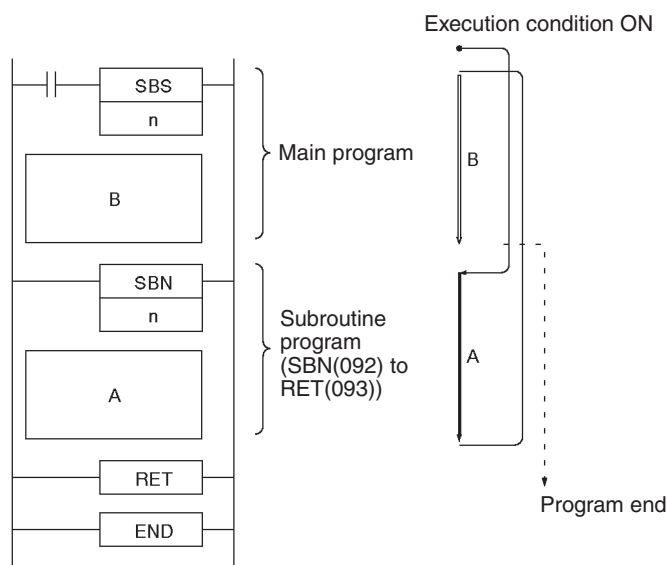 Execution condition ON
SBS
n
Main program
B
B
SBN
n
Subroutine
program
(SBN(092) to
RET(093))
A
A
RET
Program end
END